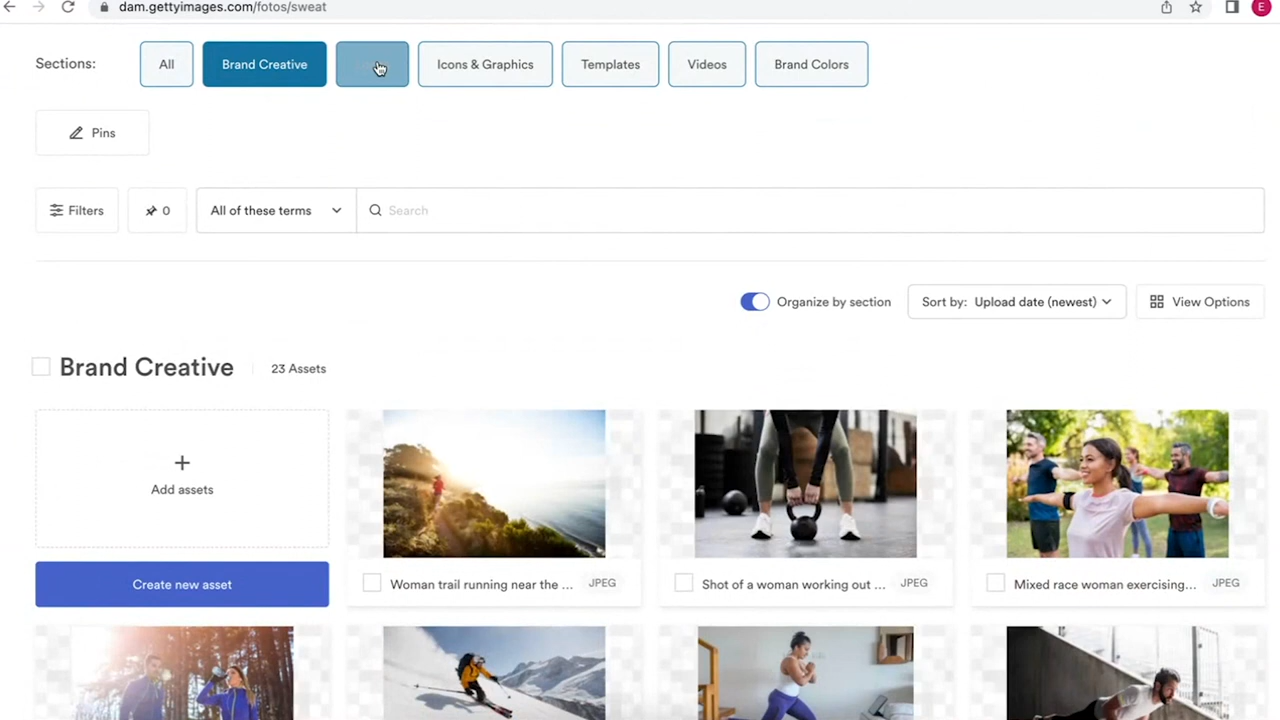 dam.gettyimages.com/fotos/sweat
E
Sections:
All
Brand Creative
Icons & Graphics
Templates
Videos
Brand Colors
Pins
Filters
0
All of these terms
Search
Organize by section
Sort by: Upload date (newest)
View Options
Brand Creative
23 Assets
+
Add assets
Create new asset
Woman trail running near the ...
JPEG
Shot of a woman working out ...
JPEG
Mixed race woman exercising...
JPEG